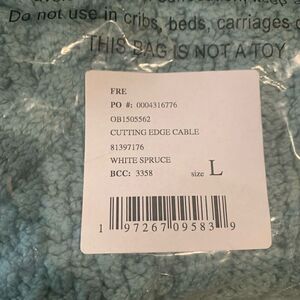 Do not use in cribs, beds, carriages
THIS BAG IS NOT A TOY
FRE
PO #: 0004316776
OB1505562
CUTTING EDGE CABLE
81397176
WHITE SPRUCE
BCC: 3358 size L
1 97267 09583 9